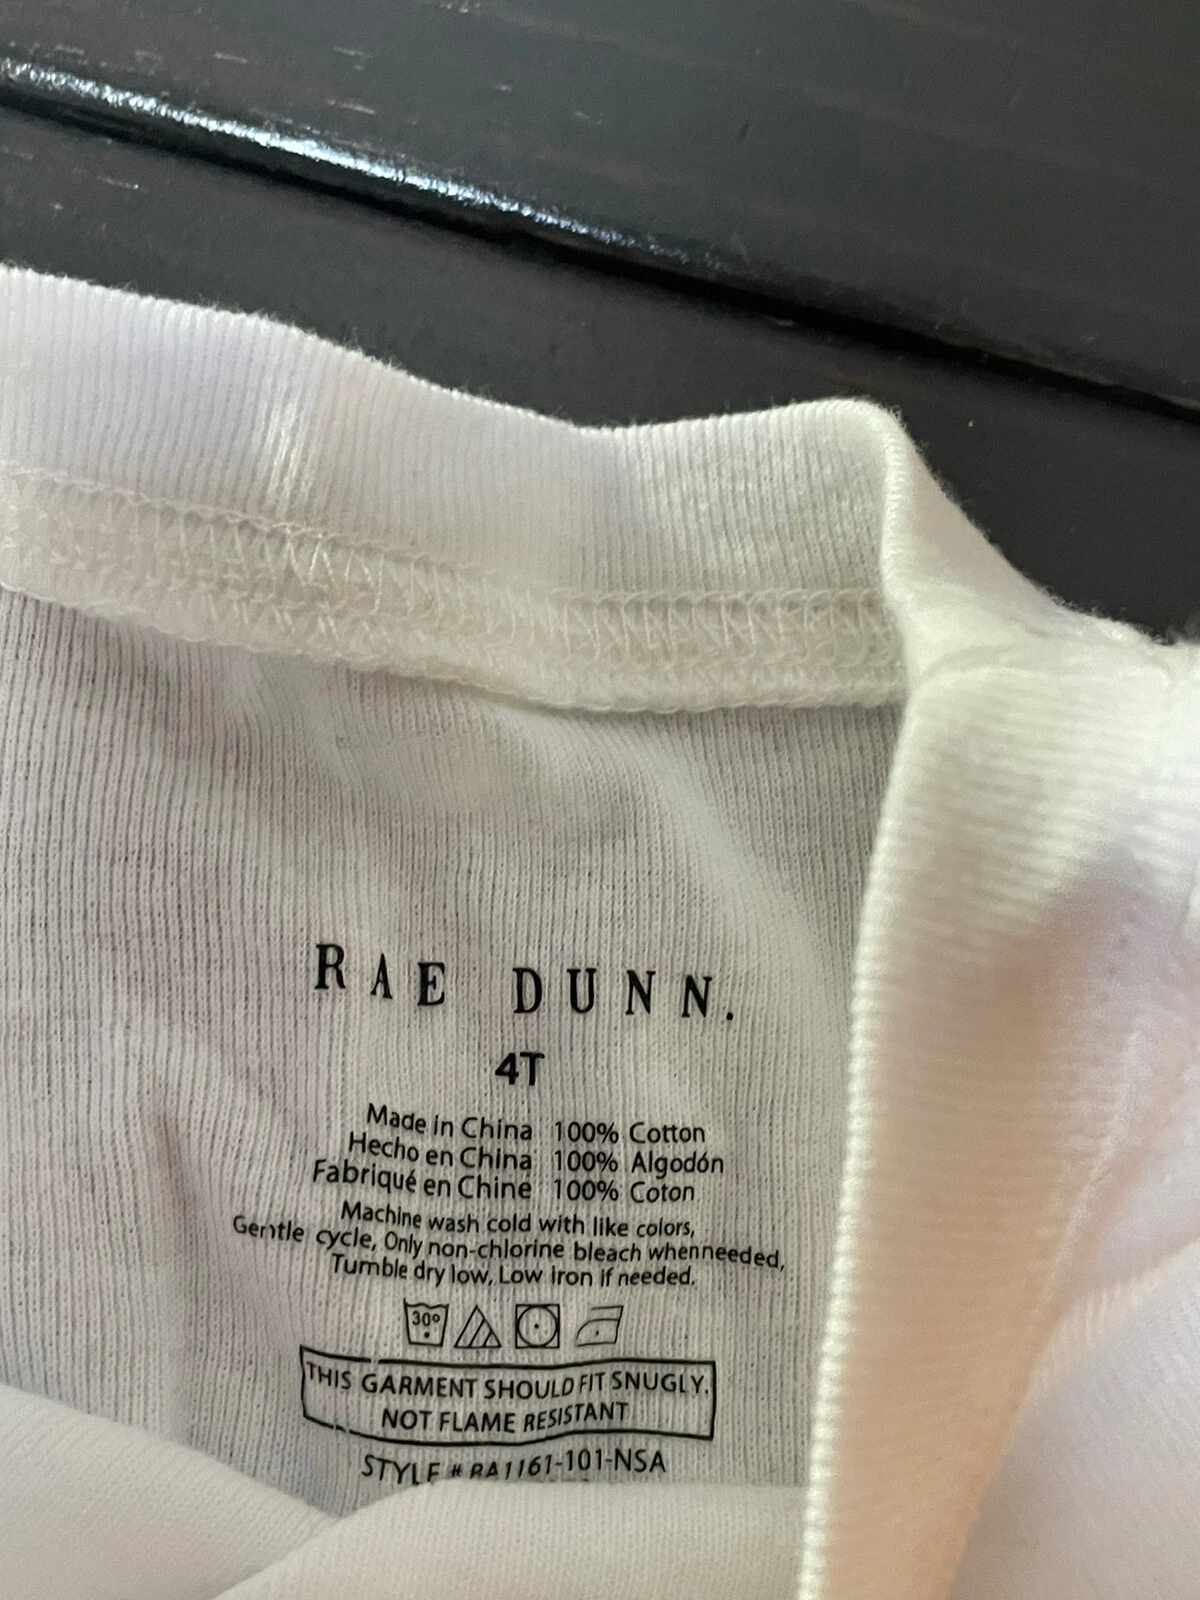 RAE DUNN.
4T
Made in China 100% Cotton
Hecho en China 100% Algodón
Fabriqué en Chine 100% Coton
Machine wash cold with like colors,
Gentle cycle, Only non-chlorine bleach when needed,
Tumble dry low, Low Iron if needed.
30°
THIS GARMENT SHOULD FIT SNUGLY.
NOT FLAME RESISTANT
STYLE # RA1161-101-NSA